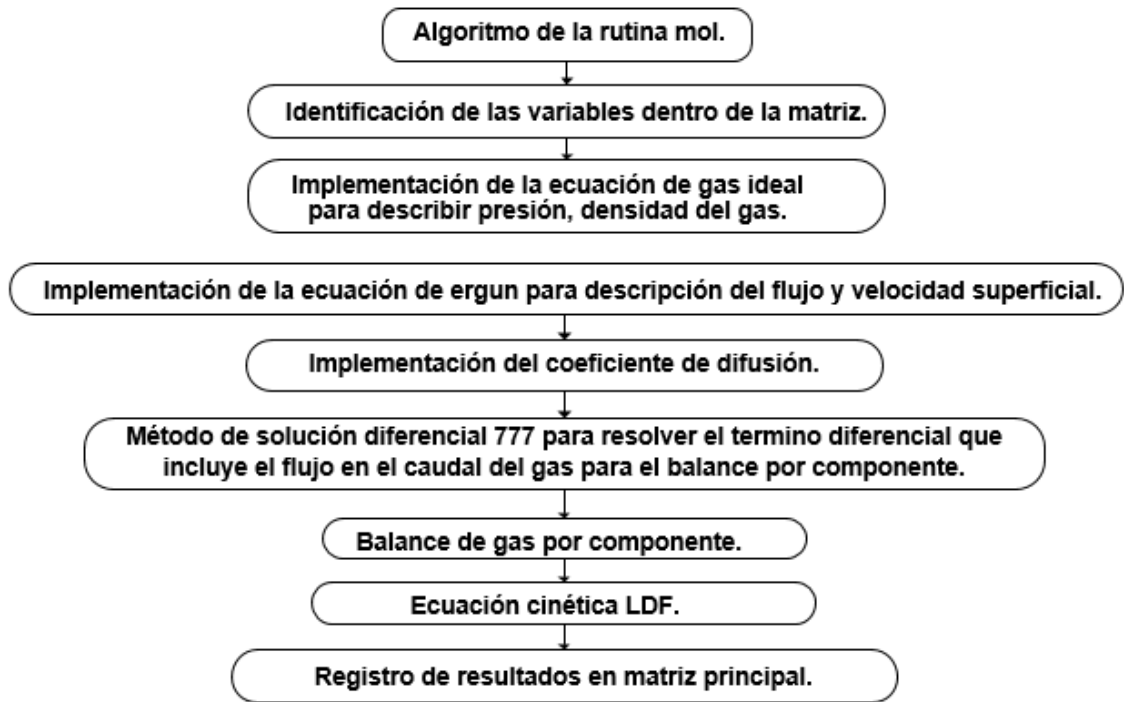 Algoritmo de la rutina mol.
Identificación de las variables dentro de la matriz.
Implementación de la ecuación de gas ideal
para describir presión, densidad del gas.
Implementación de la ecuación de ergun para descripción del flujo y velocidad superficial.
Implementación del coeficiente de difusión.
Método de solución diferencial 777 para resolver el termino diferencial que
incluye el flujo en el caudal del gas para el balance por componente.
Balance de gas por componente.
Ecuación cinética LDF.
Registro de resultados en matriz principal.